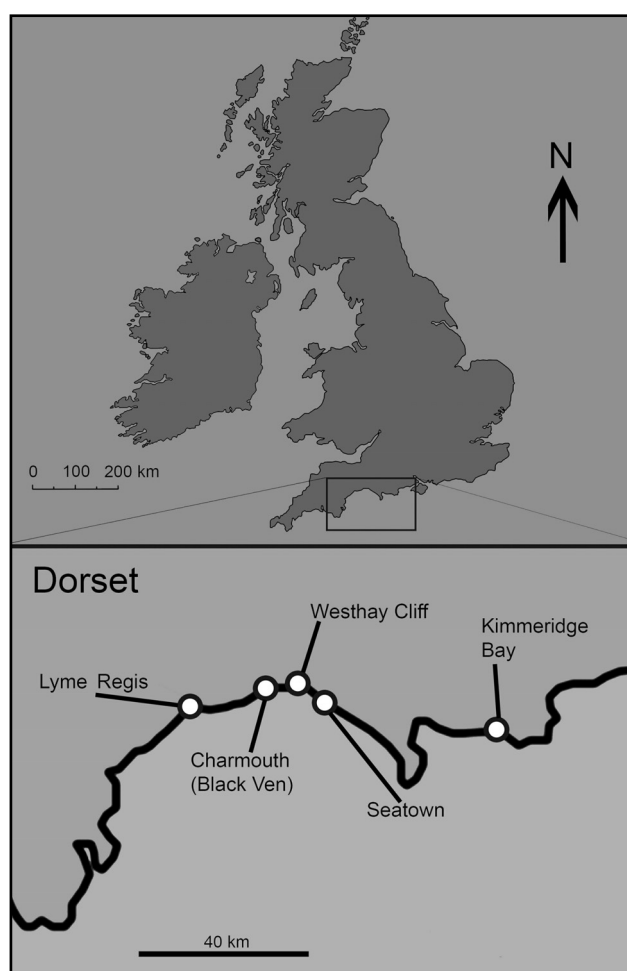 N
0 100 200 km
Dorset
Westhay Cliff
Kimmeridge
Bay
Lyme Regis
Charmouth
(Black Ven)
Seatown
40 km